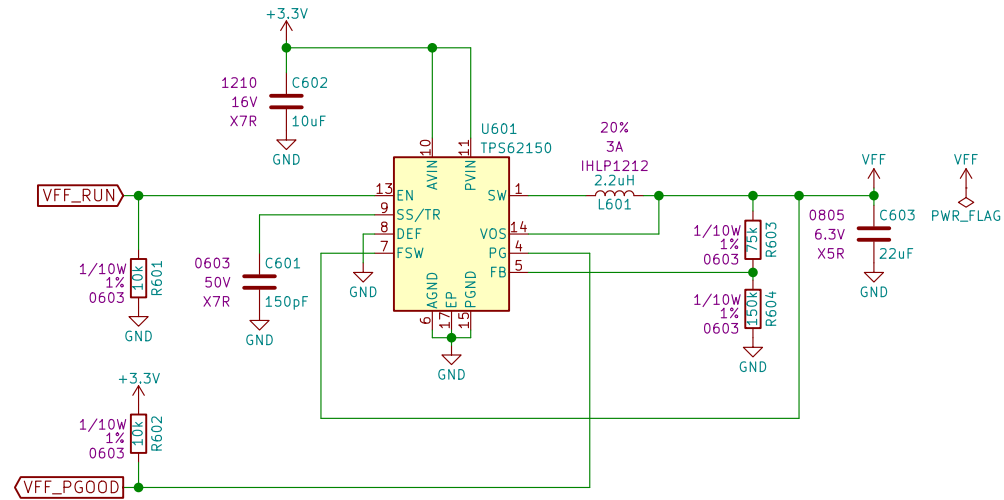 +3.3V
1210
16V
X7R
C602
10uF
GND
U601
TPS62150
10
AVIN
11
PVIN
20%
3A
IHLP1212
2.2uH
L601
VFF
VFF
PWR_FLAG
VFF_RUN
13
EN
9
SS/TR
8
DEF
7
FSW
SW
1
VOS
14
PG
4
FB
5
AGND
6
EP
17
PGND
15
GND
1/10W
1%
0603
10k
R601
GND
0603
50V
X7R
C601
150pF
GND
GND
1/10W
1%
0603
75k
R603
1/10W
1%
0603
150k
R604
GND
0805
6.3V
X5R
C603
22uF
GND
+3.3V
1/10W
1%
0603
10k
R602
VFF_PGOOD